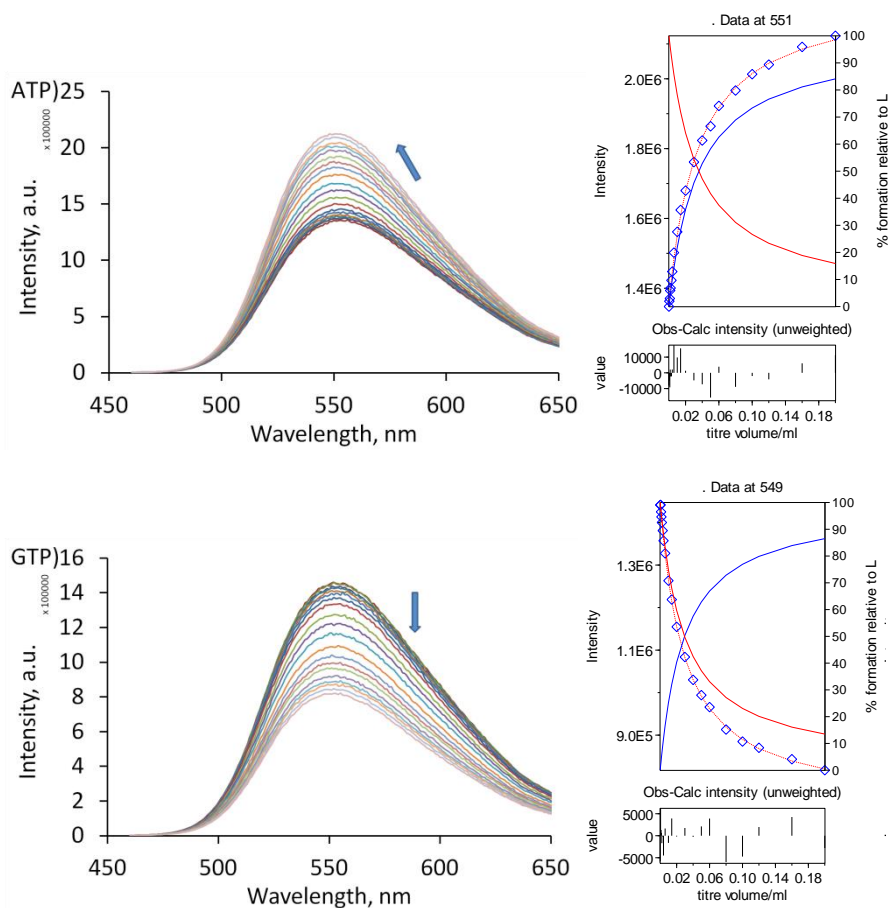 ATP)
x 100000
25
20
15
10
5
0
450
500
550
600
650
Intensity, a.u.
Wavelength, nm
. Data at 551
2.0E6
1.8E6
1.6E6
1.4E6
Intensity
100
90
80
70
60
50
40
30
20
10
0
% formation relative to L
Obs-Calc intensity (unweighted)
10000
0
-10000
value
0.02
0.06
0.10
0.14
0.20
titre volume/ml
GTP)
x 100000
16
14
12
10
8
6
4
2
0
450
500
550
600
650
Intensity, a.u.
Wavelength, nm
. Data at 549
1.3E6
1.1E6
9.0E5
Intensity
100
90
80
70
60
50
40
30
20
10
0
% formation relative to L
Obs-Calc intensity (unweighted)
5000
0
-5000
value
0.02
0.06
0.10
0.14
0.20
titre volume/ml